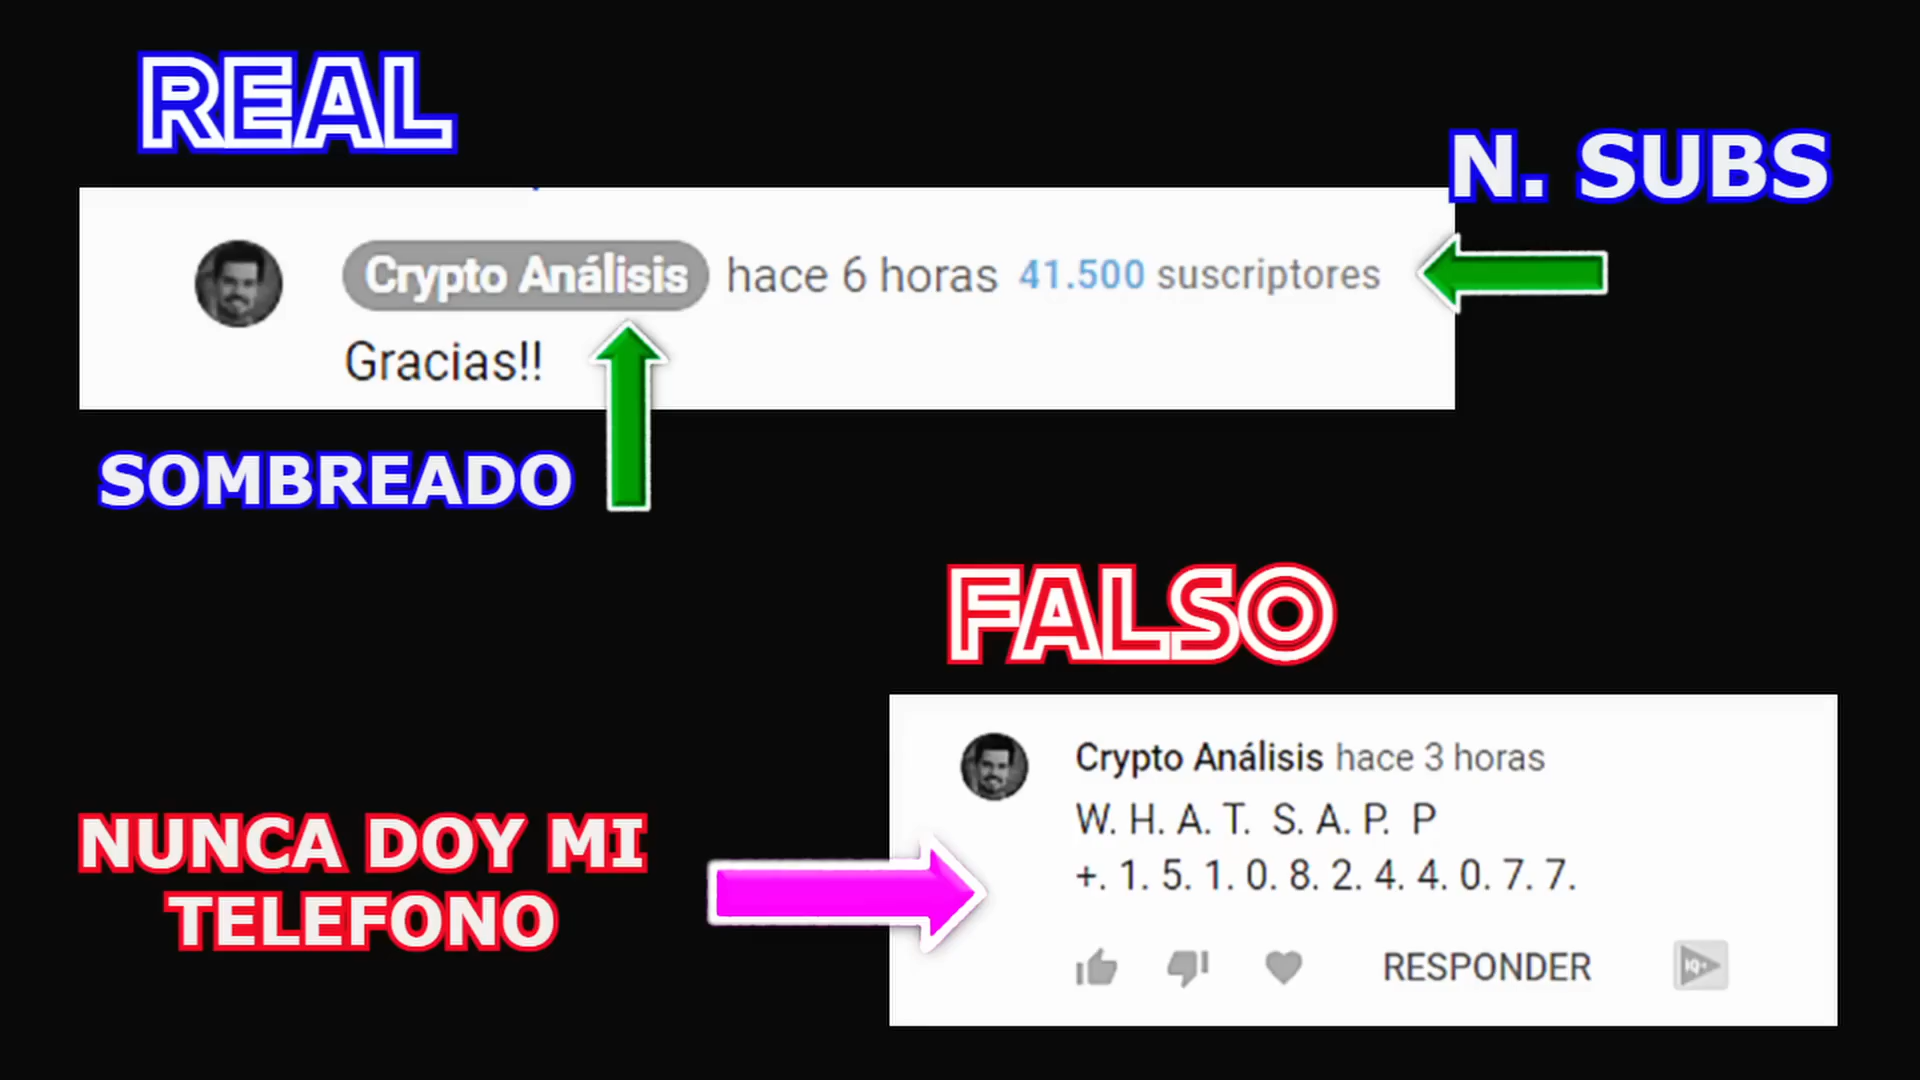 REAL
N. SUBS
Crypto Análisis hace 6 horas 41.500 suscriptores
Gracias!!
SOMBREADO
FALSO
Crypto Análisis hace 3 horas
W. H. A. T. S. A. P. P
+. 1. 5. 1. 0. 8. 2. 4. 4. 0. 7. 7.
NUNCA DOY MI
TELEFONO
RESPONDER
IQ+